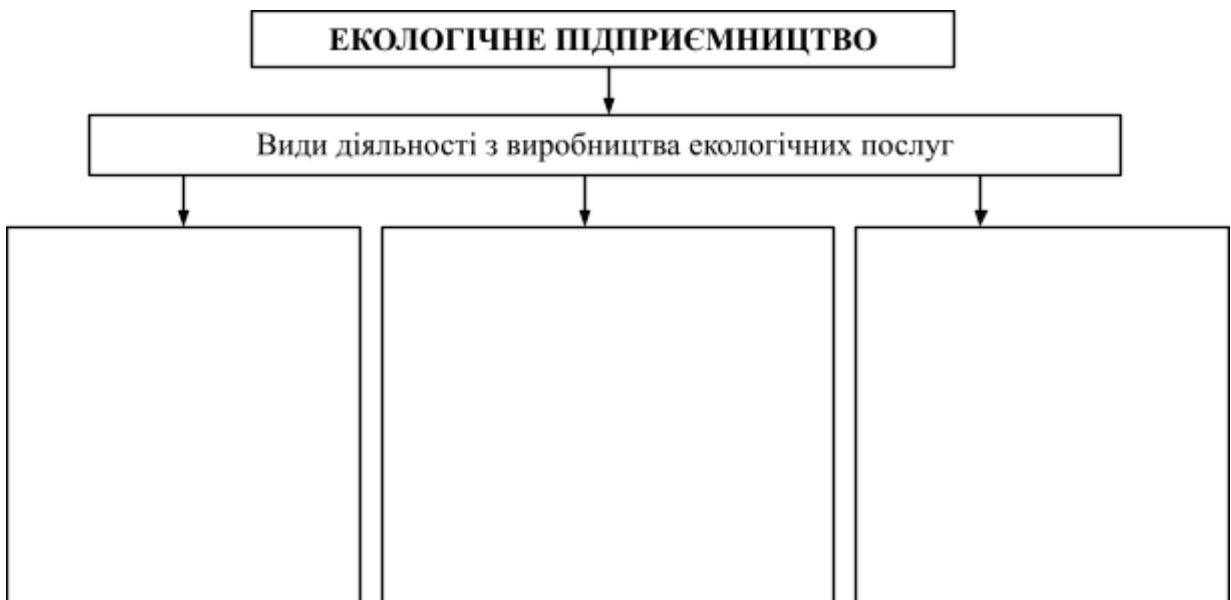 ЕКОЛОГІЧНЕ ПІДПРИЄМНИЦТВО
Види діяльності з виробництва екологічних послуг